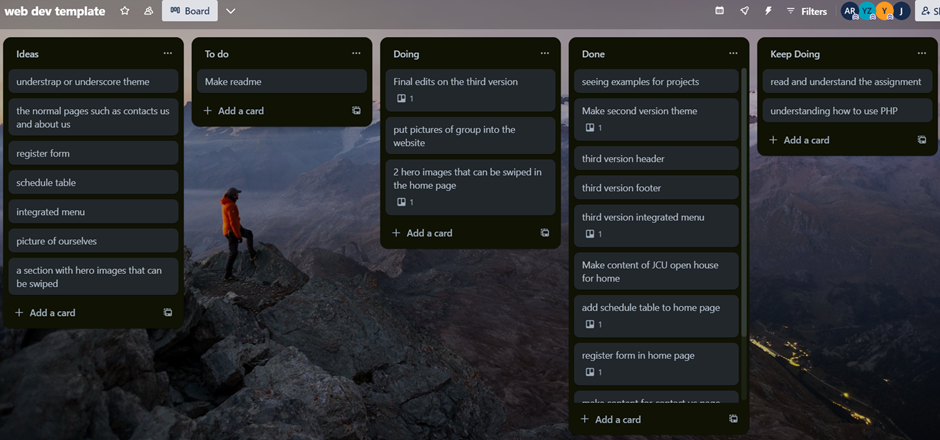 web dev template
Board
Filters
AR
YZ
Y
J
Ideas
understrap or underscore theme
the normal pages such as contacts us
and about us
register form
schedule table
integrated menu
picture of ourselves
a section with hero images that can
be swiped
+ Add a card
To do
Make readme
+ Add a card
Doing
Final edits on the third version
1
put pictures of group into the
website
2 hero images that can be swiped in
the home page
1
+ Add a card
Done
seeing examples for projects
Make second version theme
1
third version header
third version footer
third version integrated menu
1
Make content of JCU open house
for home
add schedule table to home page
1
register form in home page
1
make content for contact us page
+ Add a card
Keep Doing
read and understand the assignment
understanding how to use PHP
+ Add a card